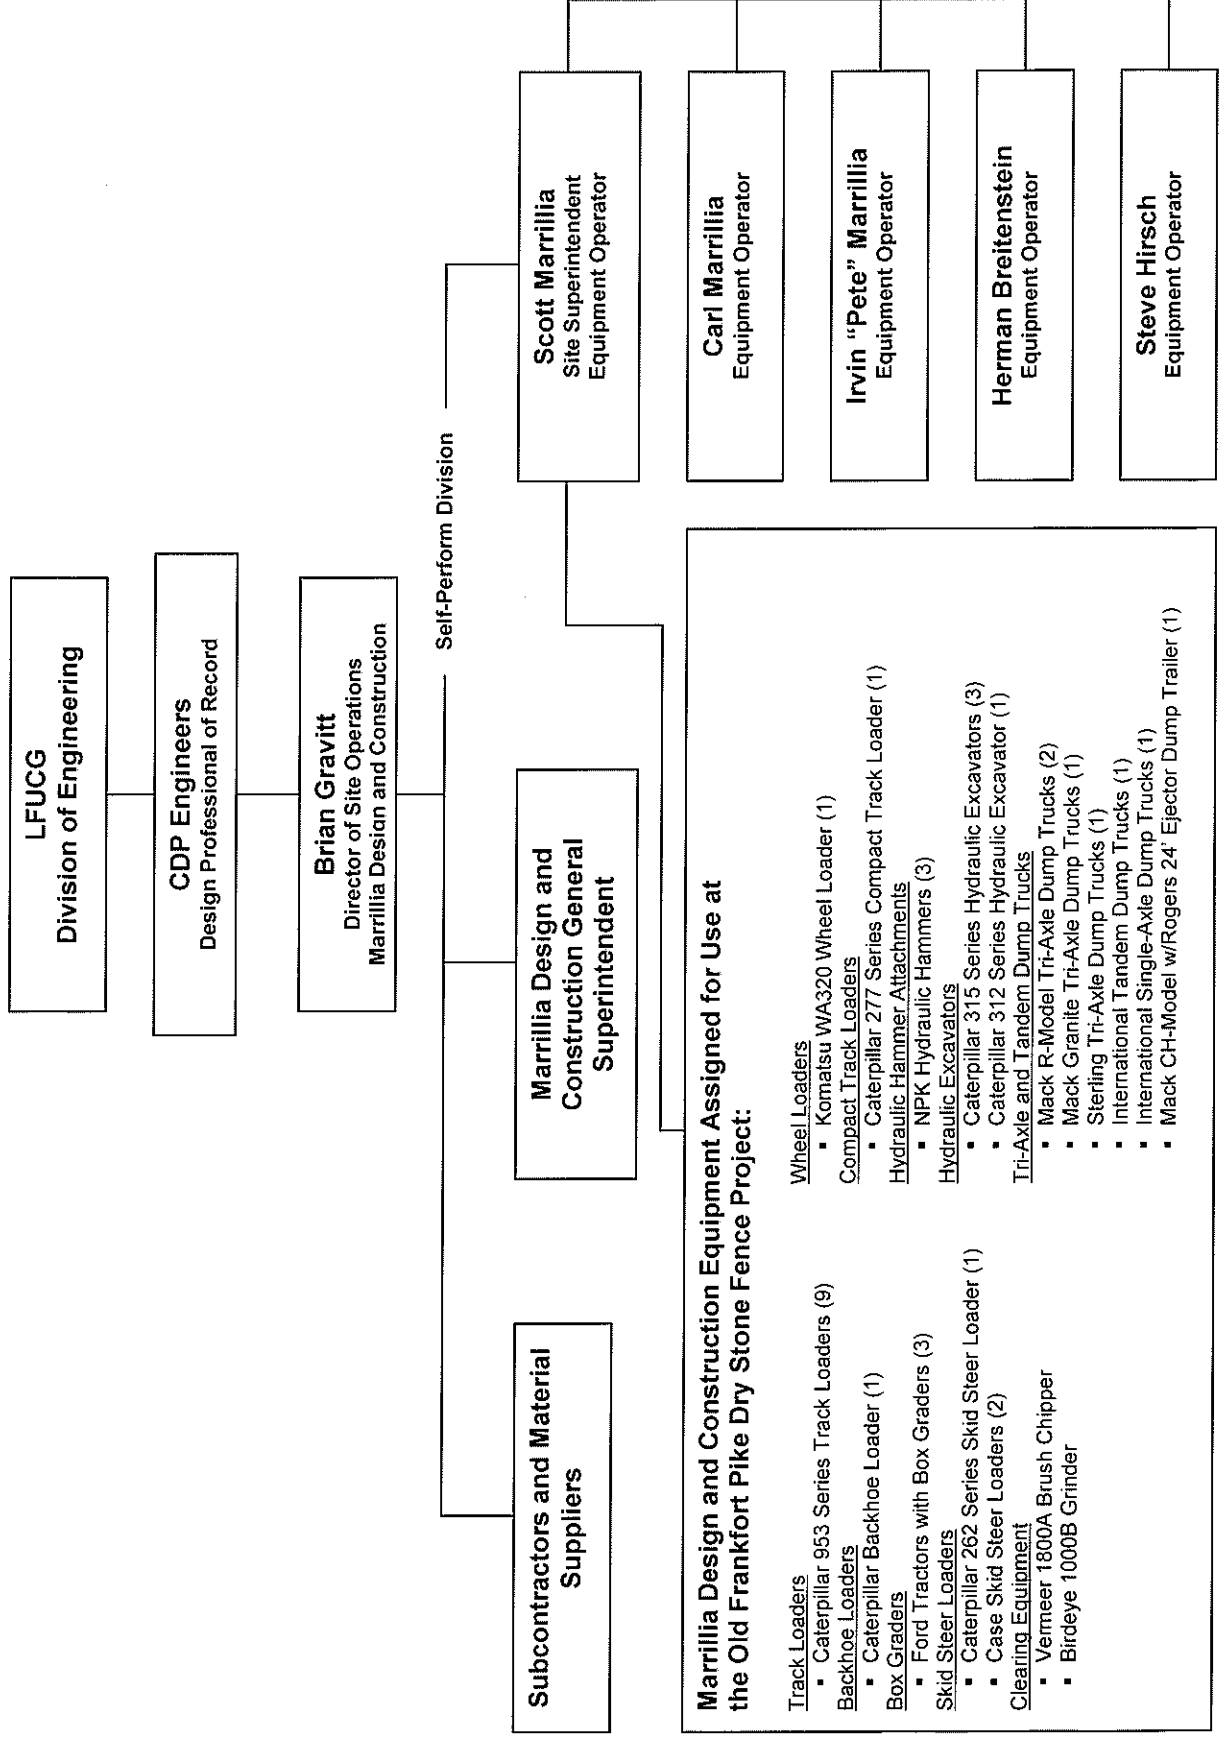 LFUCG
Division of Engineering
CDP Engineers
Design Professional of Record
Brian Gravitt
Director of Site Operations
Marrillia Design and Construction
Self-Perform Division
Subcontractors and Material
Suppliers
Marrillia Design and
Construction General
Superintendent
Scott Marrillia
Site Superintendent
Equipment Operator
Carl Marrillia
Equipment Operator
Irvin “Pete” Marrillia
Equipment Operator
Herman Breitenstein
Equipment Operator
Steve Hirsch
Equipment Operator
Marrillia Design and Construction Equipment Assigned for Use at
the Old Frankfort Pike Dry Stone Fence Project:
Track Loaders
▪ Caterpillar 953 Series Track Loaders (9)
Backhoe Loaders
▪ Caterpillar Backhoe Loader (1)
Box Graders
▪ Ford Tractors with Box Graders (3)
Skid Steer Loaders
▪ Caterpillar 262 Series Skid Steer Loader (1)
▪ Case Skid Steer Loaders (2)
Clearing Equipment
▪ Vermeer 1800A Brush Chipper
▪ Birdeye 1000B Grinder
Wheel Loaders
▪ Komatsu WA320 Wheel Loader (1)
Compact Track Loaders
▪ Caterpillar 277 Series Compact Track Loader (1)
Hydraulic Hammer Attachments
▪ NPK Hydraulic Hammers (3)
Hydraulic Excavators
▪ Caterpillar 315 Series Hydraulic Excavators (3)
▪ Caterpillar 312 Series Hydraulic Excavator (1)
Tri-Axle and Tandem Dump Trucks
▪ Mack R-Model Tri-Axle Dump Trucks (2)
▪ Mack Granite Tri-Axle Dump Trucks (1)
▪ Sterling Tri-Axle Dump Trucks (1)
▪ International Tandem Dump Trucks (1)
▪ International Single-Axle Dump Trucks (1)
▪ Mack CH-Model w/Rogers 24’ Ejector Dump Trailer (1)